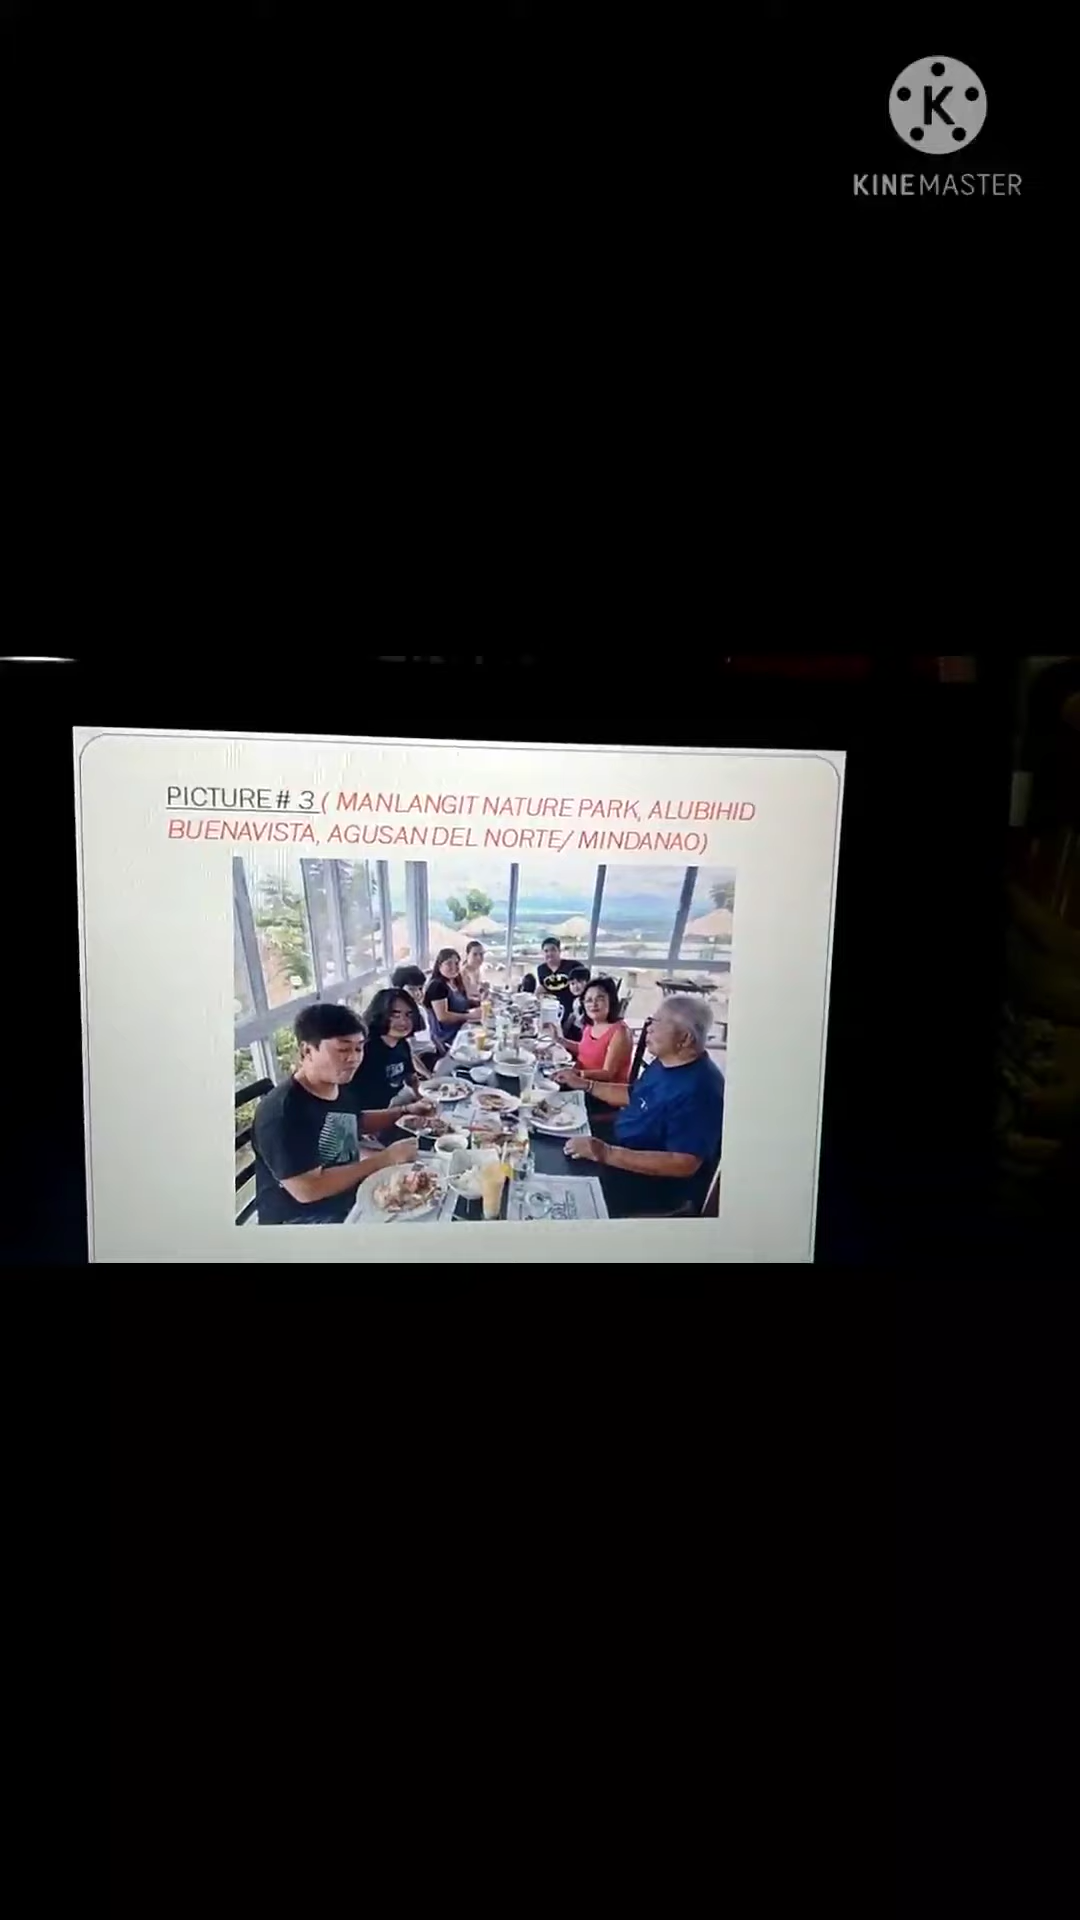 KINEMASTER
PICTURE # 3 ( MANLANGIT NATURE PARK, ALUBIHID
BUENAVISTA, AGUSAN DEL NORTE/ MINDANAO)